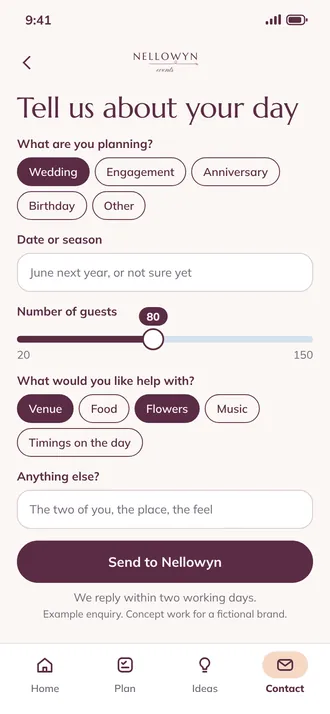 9:41
NELLOWYN
events
Tell us about your day
What are you planning?
Wedding Engagement Anniversary
Birthday Other
Date or season
June next year, or not sure yet
Number of guests
80
20 150
What would you like help with?
Venue Food Flowers Music
Timings on the day
Anything else?
The two of you, the place, the feel
Send to Nellowyn
We reply within two working days.
Example enquiry. Concept work for a fictional brand.
Home Plan Ideas Contact